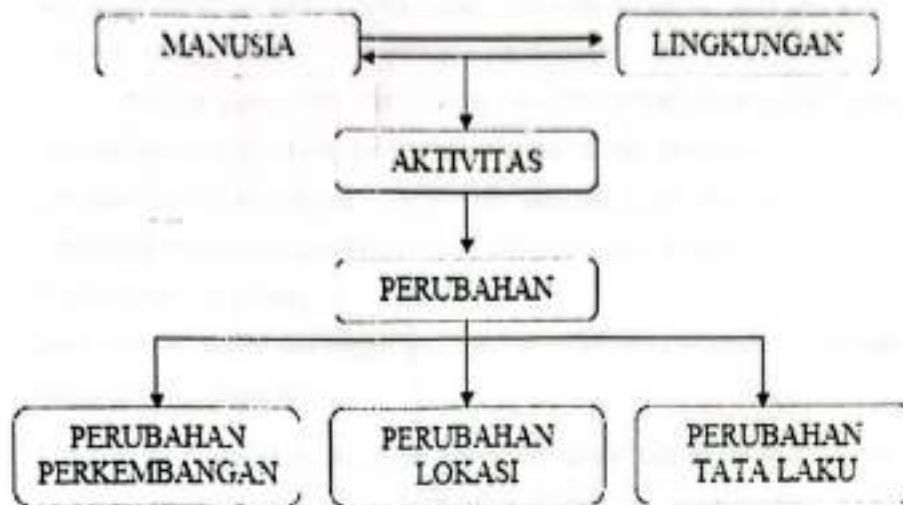 MANUSIA
LINGKUNGAN
AKTIVITAS
PERUBAHAN
PERUBAHAN
PERKEMBANGAN
PERUBAHAN
LOKASI
PERUBAHAN
TATA LAKU